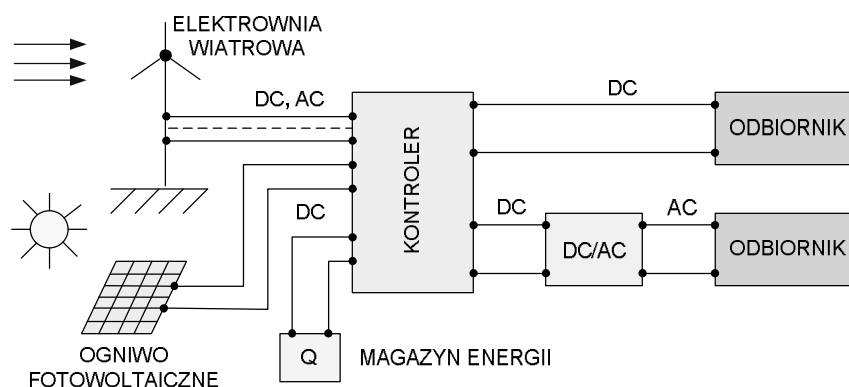 ELEKTROWNIA
WIATROWA
DC, AC
DC
KONTROLER
DC
ODBIORNIK
DC
DC/AC
AC
ODBIORNIK
Q
MAGAZYN ENERGII
OGNIWO
FOTOWOLTAICZNE